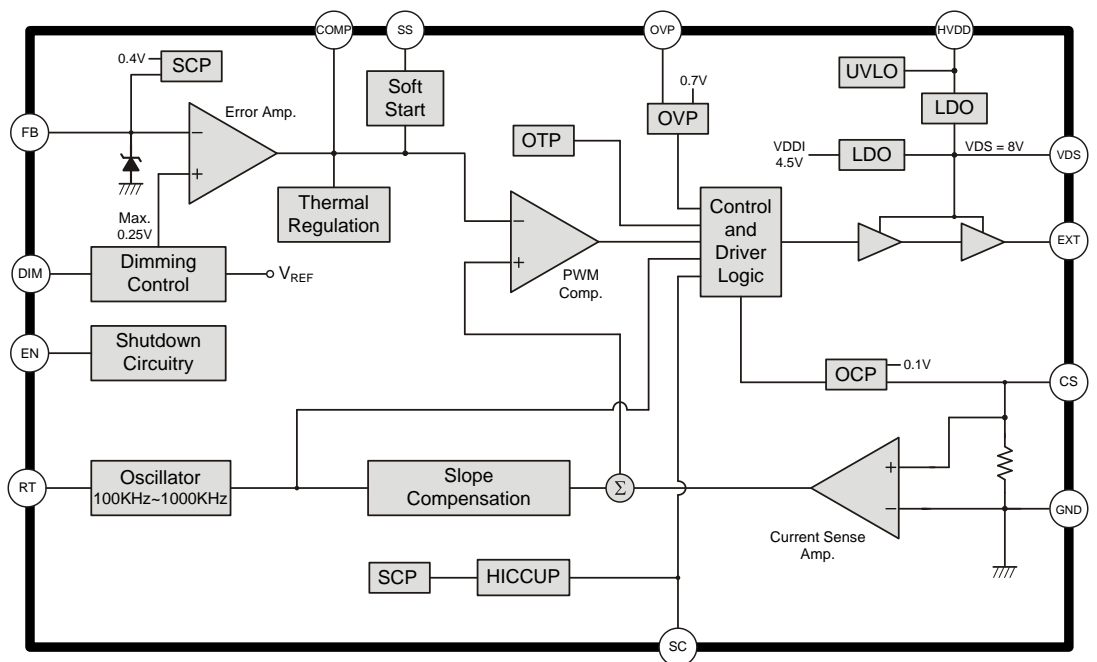 COMP
SS
OVP
HVDD
0.4V
SCP
Soft
Start
0.7V
OVP
UVLO
LDO
Error Amp.
FB
−
+
OTP
VDDI
4.5V
LDO
VDS = 8V
VDS
Thermal
Regulation
Max.
0.25V
Control
and
Driver
Logic
−
+
PWM
Comp.
EXT
DIM
Dimming
Control
VREF
EN
Shutdown
Circuitry
OCP
0.1V
CS
RT
Oscillator
100KHz~1000KHz
Slope
Compensation
Σ
+
−
Current Sense
Amp.
GND
SCP
HICCUP
SC